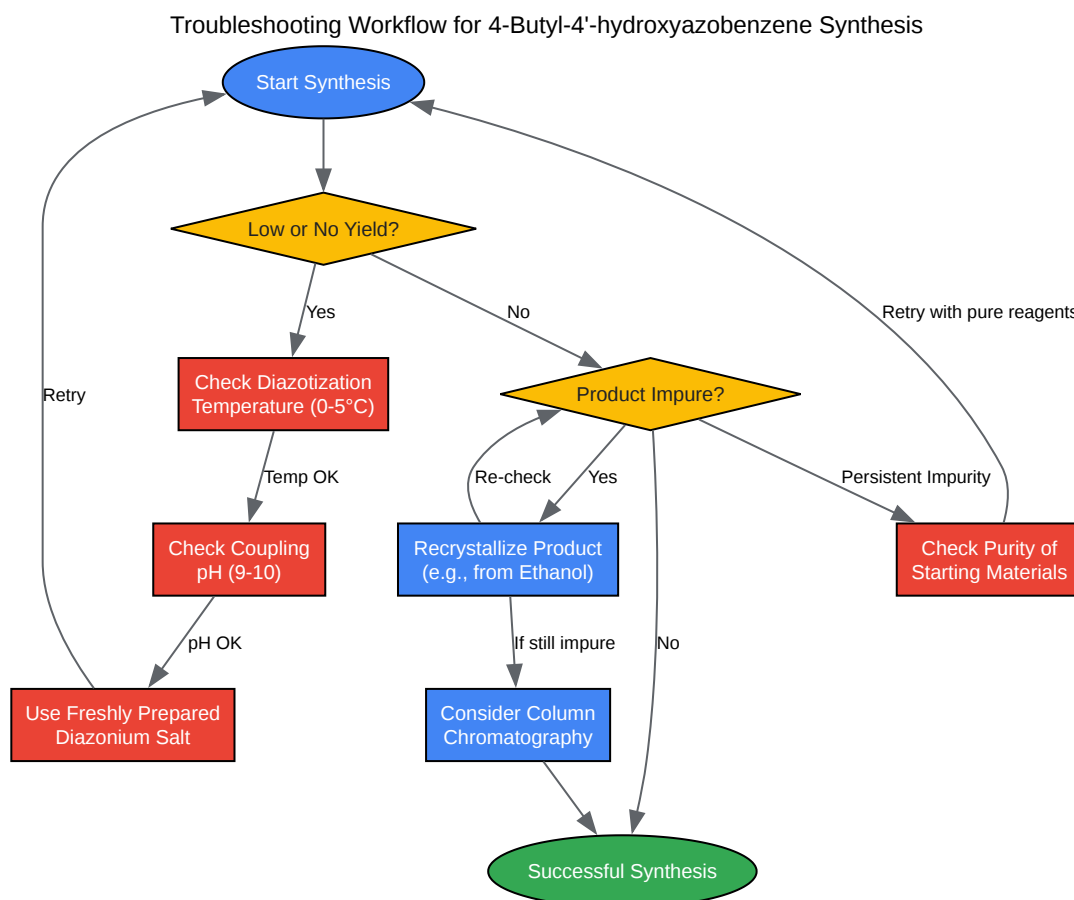 Troubleshooting Workflow for 4-Butyl-4'-hydroxyazobenzene Synthesis
Start Synthesis
Low or No Yield?
Yes
No
Retry with pure reagents
Check Diazotization
Temperature (0-5°C)
Product Impure?
Retry
Temp OK
Re-check
Yes
Persistent Impurity
Check Coupling
pH (9-10)
Recrystallize Product
(e.g., from Ethanol)
Check Purity of
Starting Materials
pH OK
If still impure
No
Use Freshly Prepared
Diazonium Salt
Consider Column
Chromatography
Successful Synthesis